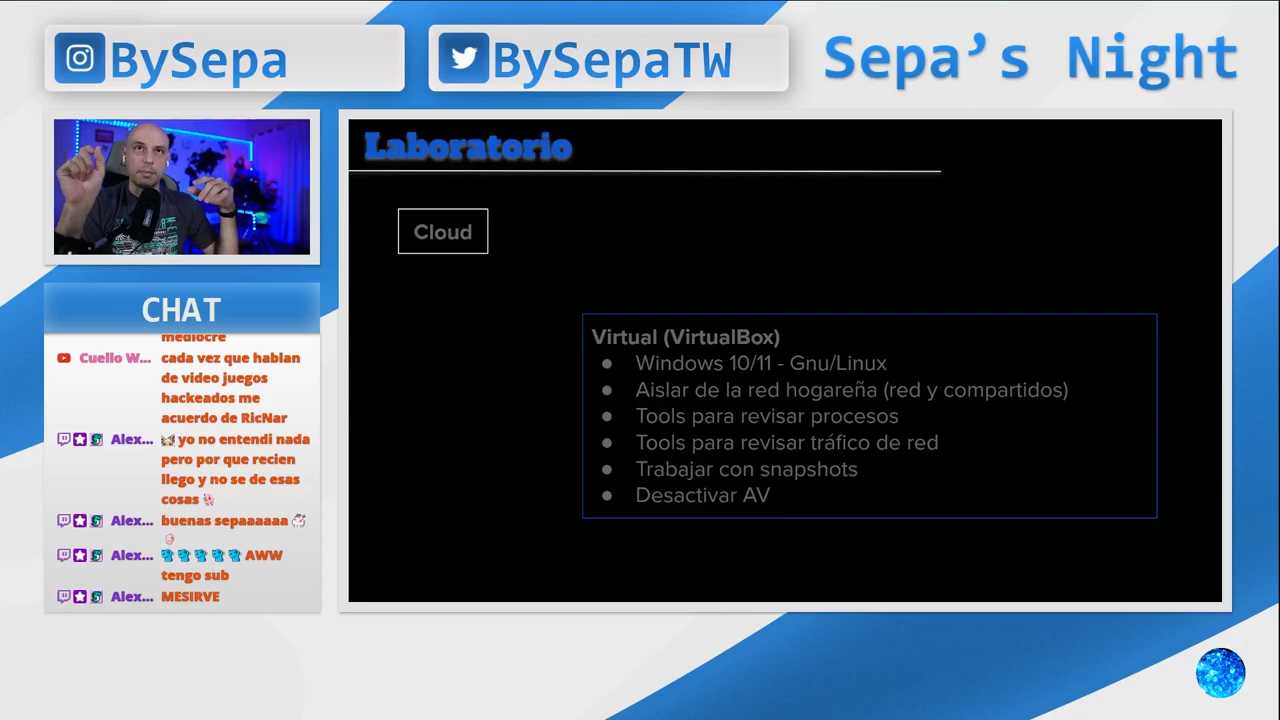 BySepa
BySepaTW
Sepa's Night
Laboratorio
Cloud
Virtual (VirtualBox)
Windows 10/11 - Gnu/Linux
Aislar de la red hogareña (red y compartidos)
Tools para revisar procesos
Tools para revisar tráfico de red
Trabajar con snapshots
Desactivar AV
CHAT
mediocre
Cuello W... cada vez que hablan
de video juegos
hackeados me
acuerdo de RicNar
Alex... yo no entendi nada
pero por que recien
llego y no se de esas
cosas
Alex... buenas sepaaaaaa
Alex... AWW
tengo sub
Alex... MESIRVE